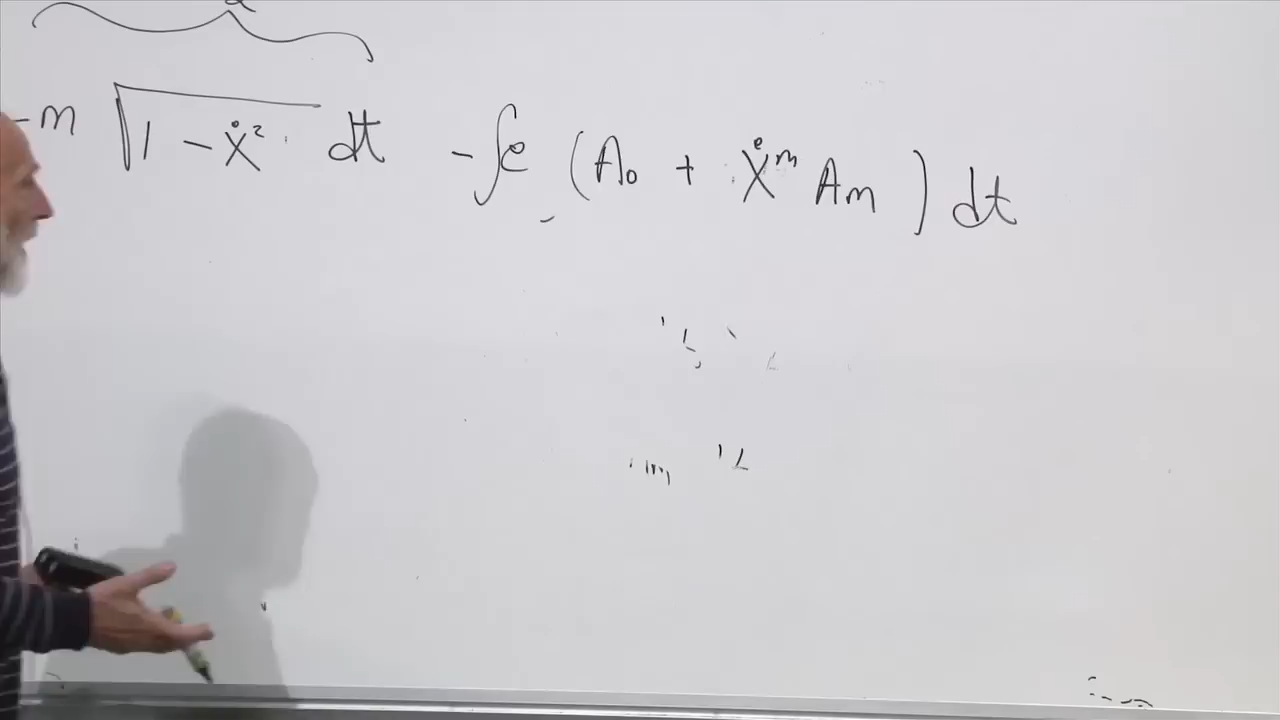 -m √(1 - ẋ²) dt - ∫e (A₀ + Ẋᵐ Aₘ) dt